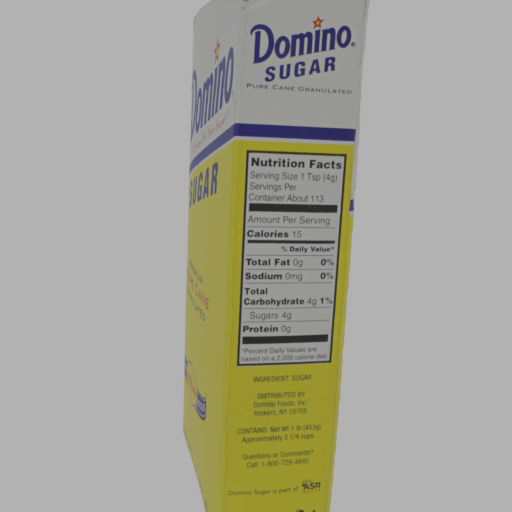 Domino
SUGAR
PURE CANE GRANULATED
Domino
SUGAR
Nutrition Facts
Serving Size 1 Tsp (4g)
Servings Per
Container About 113
Amount Per Serving
Calories 15
% Daily Value*
Total Fat 0g 0%
Sodium 0mg 0%
Total
Carbohydrate 4g 1%
Sugars 4g
Protein 0g
*Percent Daily Values are
based on a 2,000 calorie diet.
INGREDIENT: SUGAR
DISTRIBUTED BY
Domino Foods, Inc.
Yonkers, NY 10705
CONTAINS: Net Wt 1 lb (453g)
Approximately 2 1/4 cups
Questions or Comments?
Call: 1-800-729-4840
Domino Sugar is part of ASR